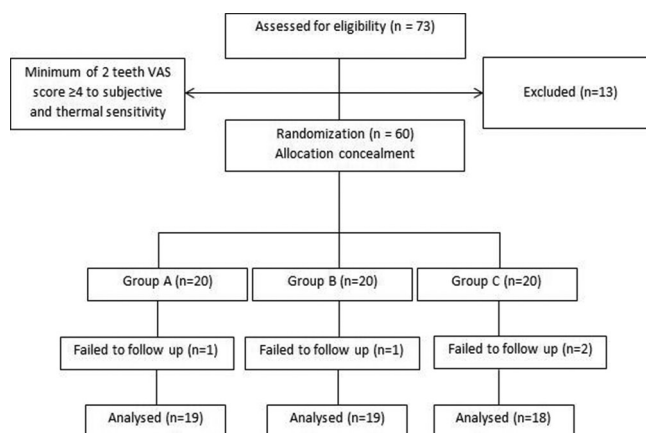 Assessed for eligibility (n = 73)
Minimum of 2 teeth VAS
score ≥4 to subjective
and thermal sensitivity
Excluded (n=13)
Randomization (n = 60)
Allocation concealment
Group A (n=20)
Group B (n=20)
Group C (n=20)
Failed to follow up (n=1)
Failed to follow up (n=1)
Failed to follow up (n=2)
Analysed (n=19)
Analysed (n=19)
Analysed (n=18)